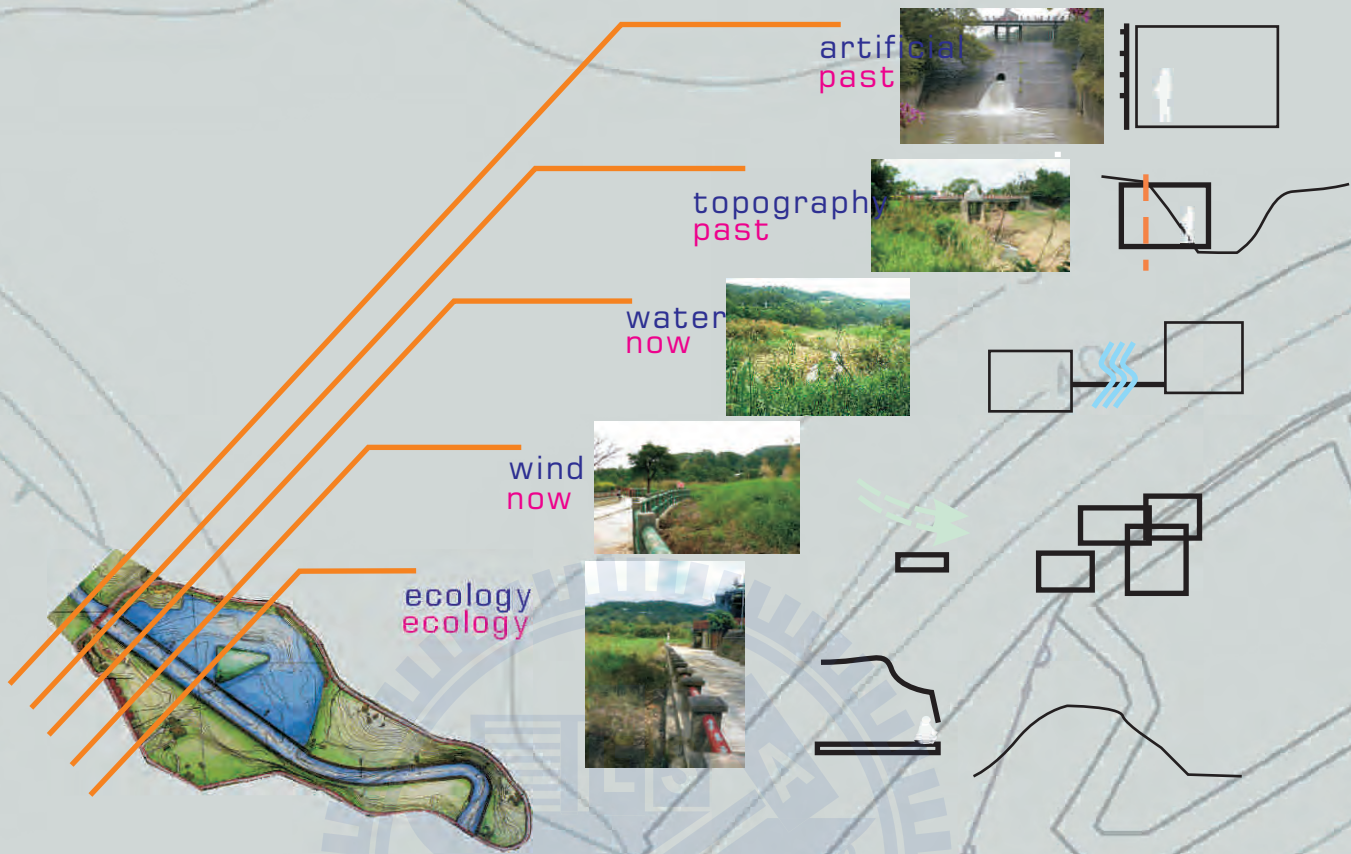 artificial
past
topography
past
water
now
wind
now
ecology
ecology